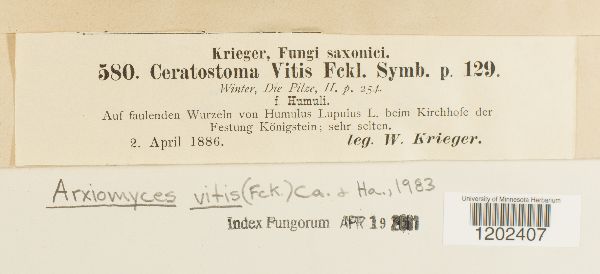 Krieger, Fungi saxonici.
580. Ceratostoma Vitis Fckl. Symb. p. 129.
Winter, Die Pilze, II. p. 254.
f. Humuli.
Auf faulenden Wurzeln von Humulus Lupulus L. beim Kirchhofe der
Festung Königstein; sehr selten.
2. April 1886. leg. W. Krieger.
Arxiomyces vitis (Fck.) Ca. & Ha., 1983
Index Fungorum APR 19
University of Minnesota Herbarium
1202407